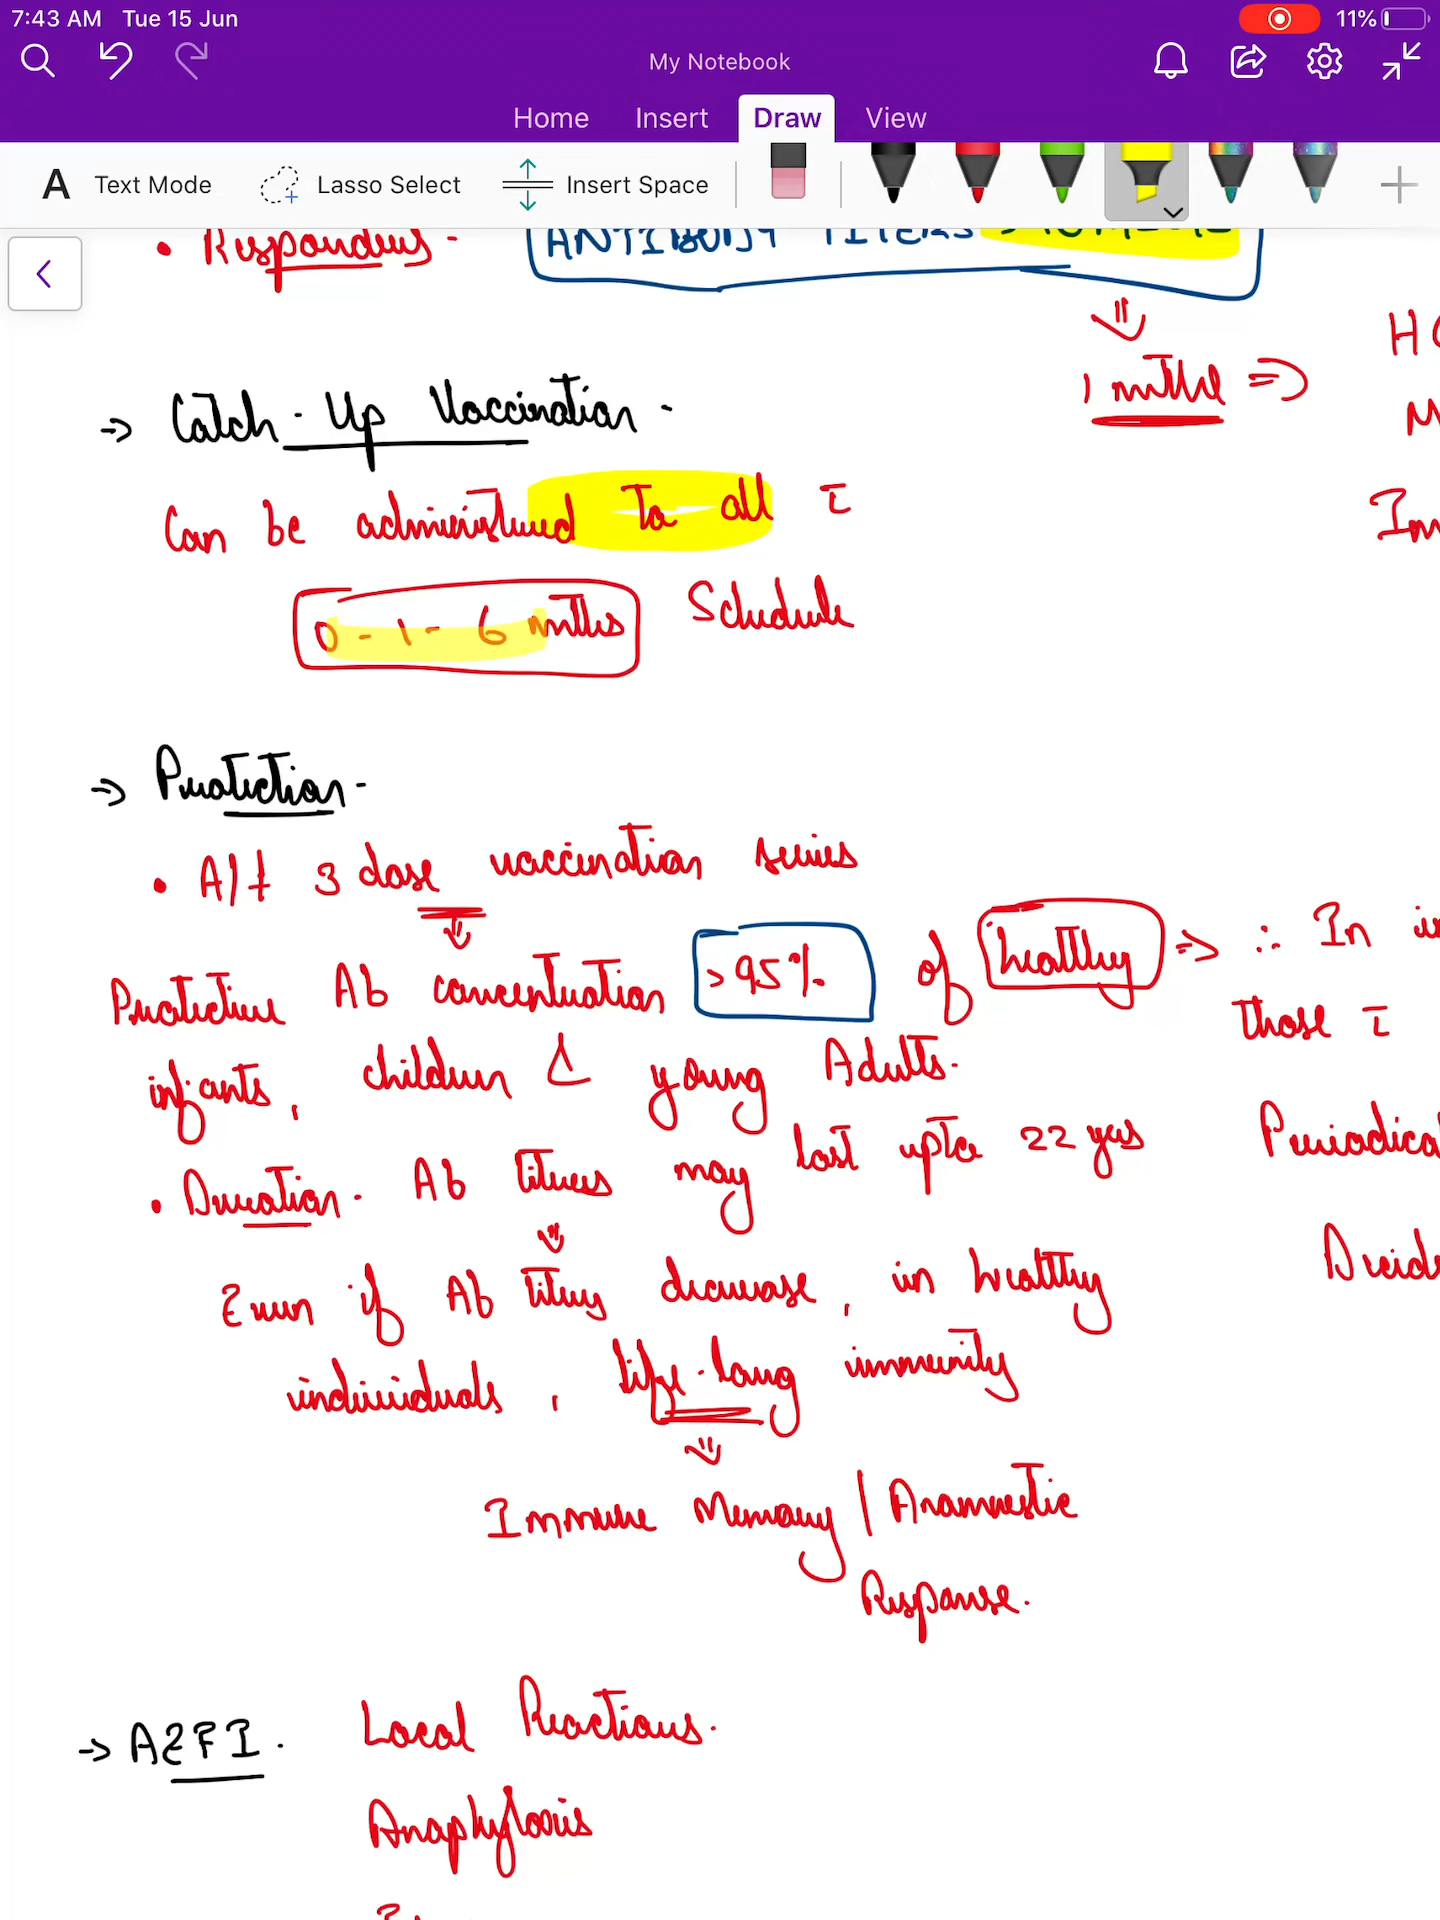 7:43 AM Tue 15 Jun
11%
My Notebook
Home Insert Draw View
A Text Mode Lasso Select Insert Space
• Responders - ANTIBODY TITERS
1 mth
→ Catch-Up Vaccination -
Can be administered to all c̄
0 - 1 - 6 mths Schedule
→ Protection -
• A/f 3 dose vaccination series
Protective Ab concentration >95% of healthy ⇒ ∴ In
those c̄
infants, children & young Adults.
• Duration - Ab titres may last upto 22 yrs
Even if Ab titres decrease, in healthy
individuals, life-long immunity
Immune Memory / Anamnestic
Response.
→ AEFI. Local Reactions.
Anaphylaxis